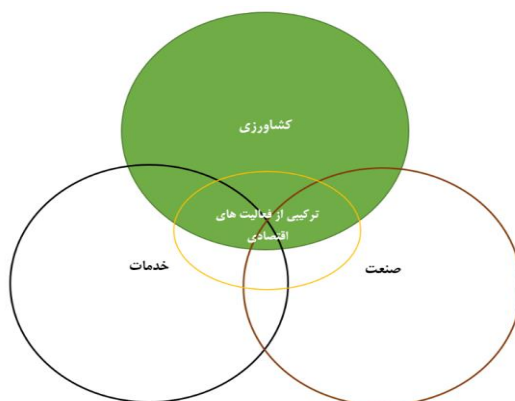 کشاورزی
ترکیبی از فعالیت های
اقتصادی
صنعت
خدمات